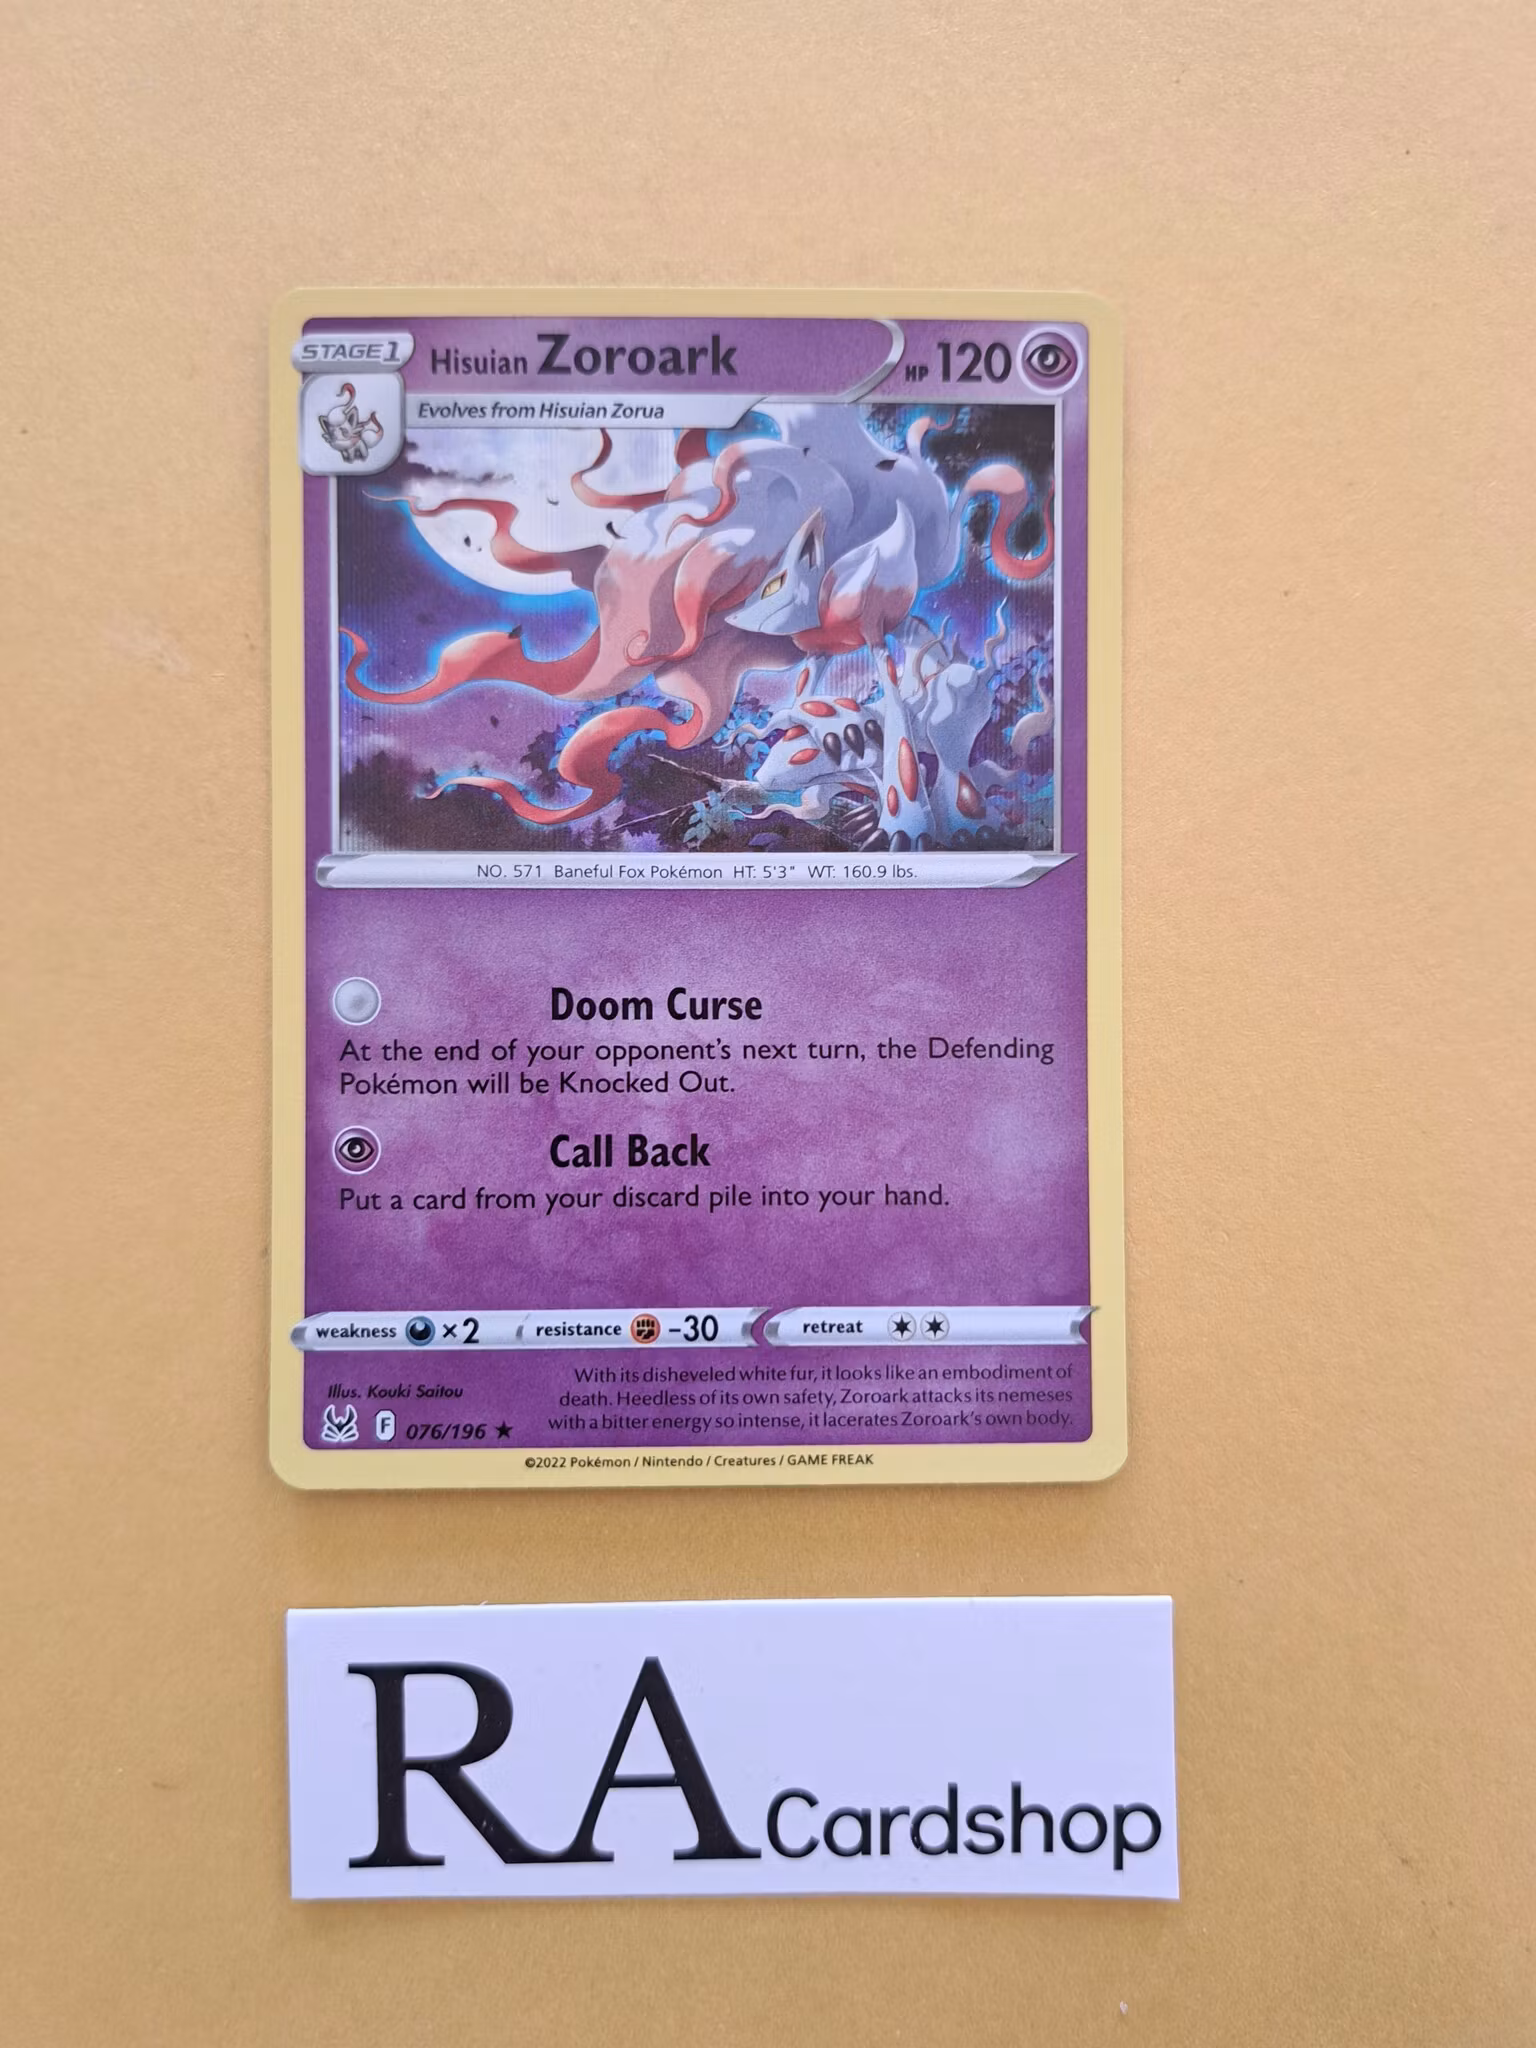 STAGE 1
Hisuian Zoroark
HP 120
Evolves from Hisuian Zorua
NO. 571 Baneful Fox Pokémon HT: 5'3" WT: 160.9 lbs.
Doom Curse
At the end of your opponent's next turn, the Defending
Pokémon will be Knocked Out.
Call Back
Put a card from your discard pile into your hand.
weakness ×2 resistance -30 retreat
Illus. Kouki Saitou
F 076/196 ★
With its disheveled white fur, it looks like an embodiment of
death. Heedless of its own safety, Zoroark attacks its nemeses
with a bitter energy so intense, it lacerates Zoroark's own body.
©2022 Pokémon / Nintendo / Creatures / GAME FREAK
RA Cardshop